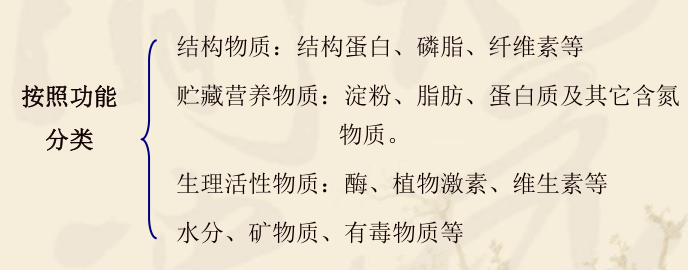 结构物质：结构蛋白、磷脂、纤维素等
按照功能
分类
贮藏营养物质：淀粉、脂肪、蛋白质及其它含氮
物质。
生理活性物质：酶、植物激素、维生素等
水分、矿物质、有毒物质等